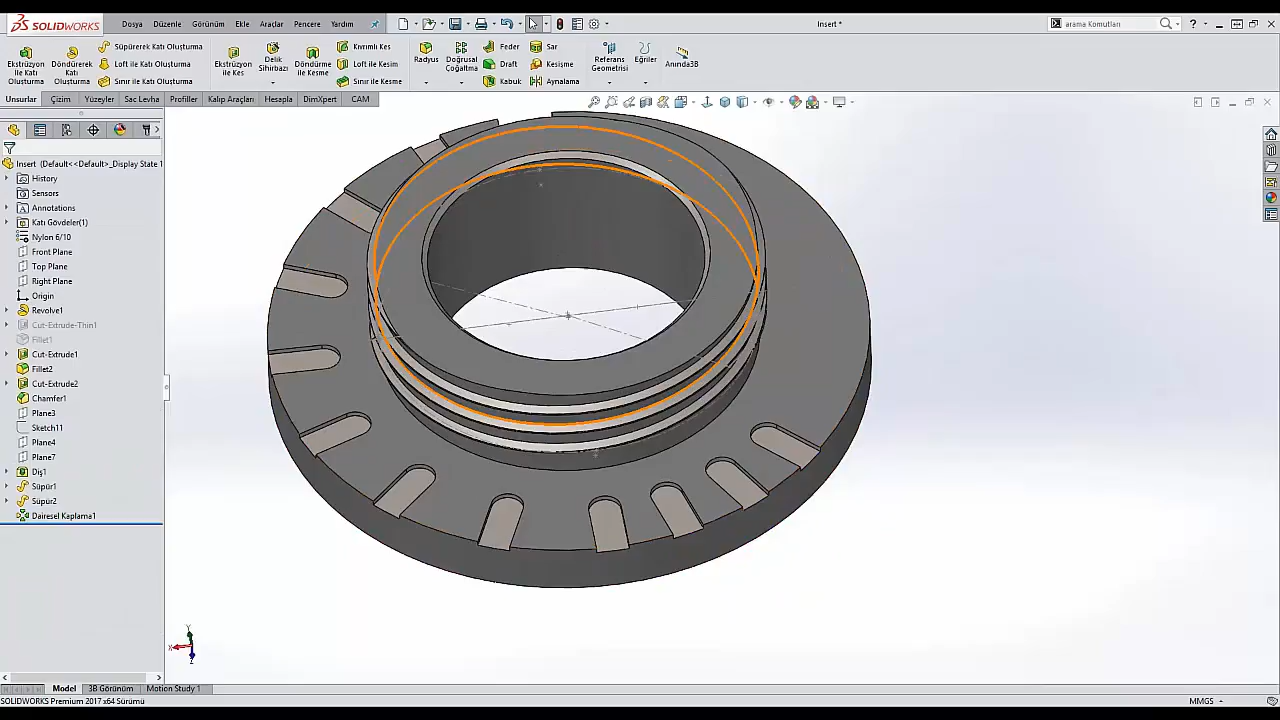 SOLIDWORKS
Dosya Düzenle Görünüm Ekle Araçlar Pencere Yardım
Insert *
arama Komutları
Ekstrüzyon ile Katı Oluşturma
Döndürerek Katı Oluşturma
Süpürerek Katı Oluşturma
Loft ile Katı Oluşturma
Sınır ile Katı Oluşturma
Ekstrüzyon ile Kes
Delik Sihirbazı
Döndürme ile Kesme
Kıvrımlı Kes
Loft ile Kesim
Sınır ile Kesme
Radyus
Doğrusal Çoğaltma
Feder
Draft
Kabuk
Sar
Kesişme
Aynalama
Referans Geometrisi
Eğriler
Anında3B
Unsurlar Çizim Yüzeyler Sac Levha Profiller Kalıp Araçları Hesapla DimXpert CAM
Insert (Default<<Default>_Display State 1
History
Sensors
Annotations
Katı Gövdeler(1)
Nylon 6/10
Front Plane
Top Plane
Right Plane
Origin
Revolve1
Cut-Extrude-Thin1
Fillet1
Cut-Extrude1
Fillet2
Cut-Extrude2
Chamfer1
Plane3
Sketch11
Plane4
Plane7
Diş1
Süpür1
Süpür2
Dairesel Kaplama1
Y
X
Z
Model 3B Görünüm Motion Study 1
SOLIDWORKS Premium 2017 x64 Sürümü
MMGS